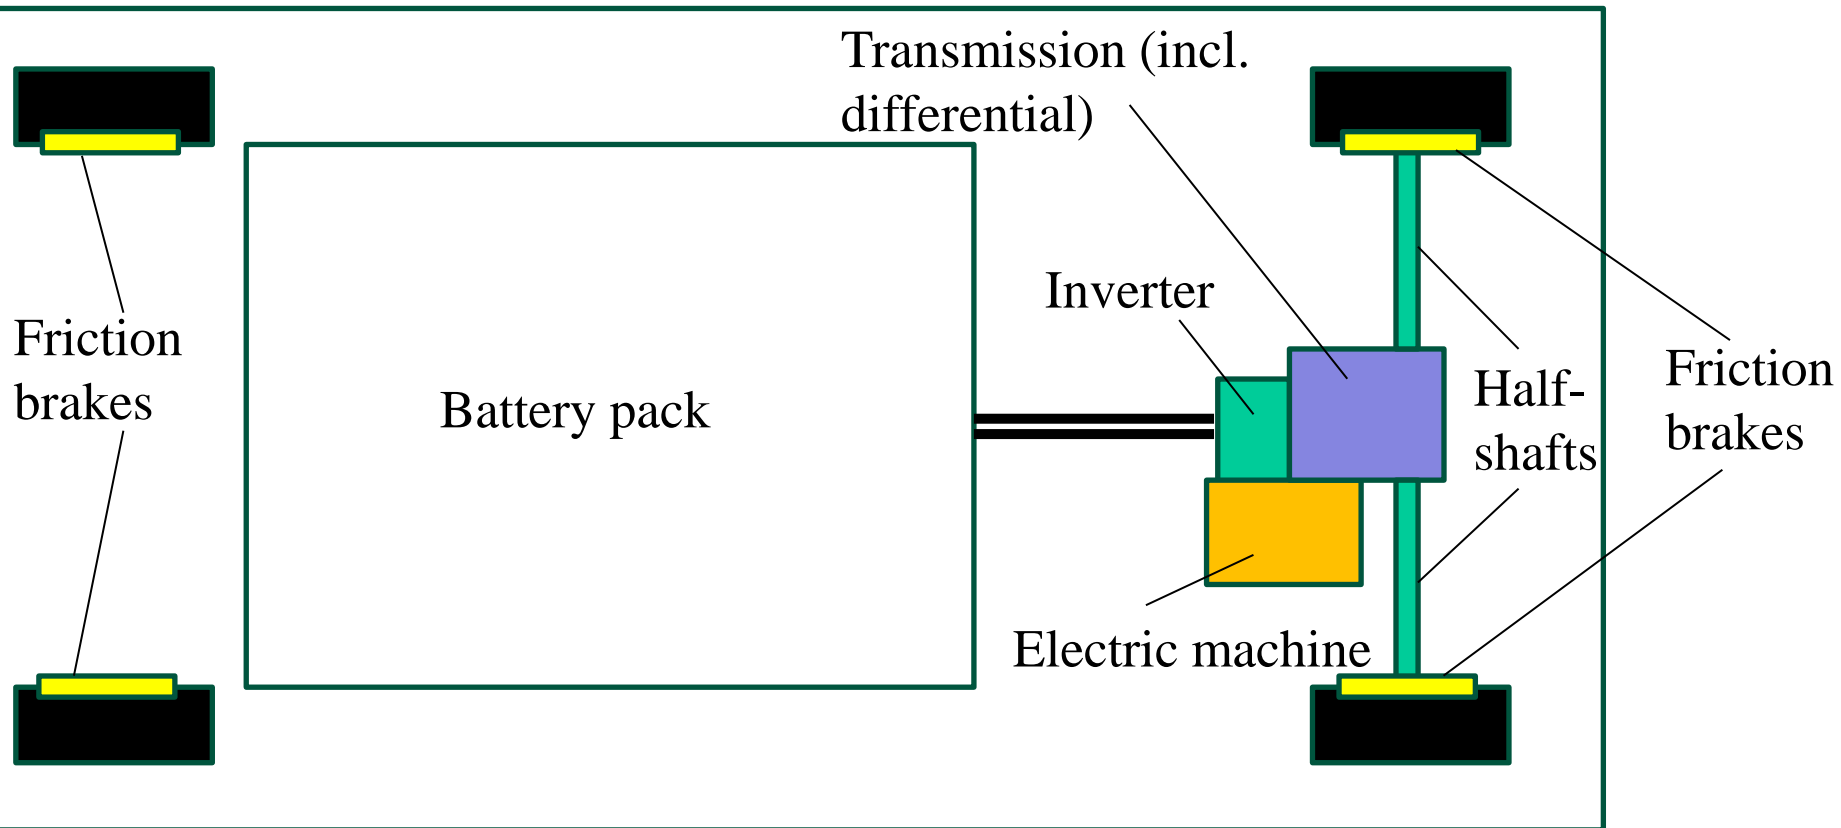 Transmission (incl.
differential)
Inverter
Friction
brakes
Battery pack
Half-
shafts
Friction
brakes
Electric machine